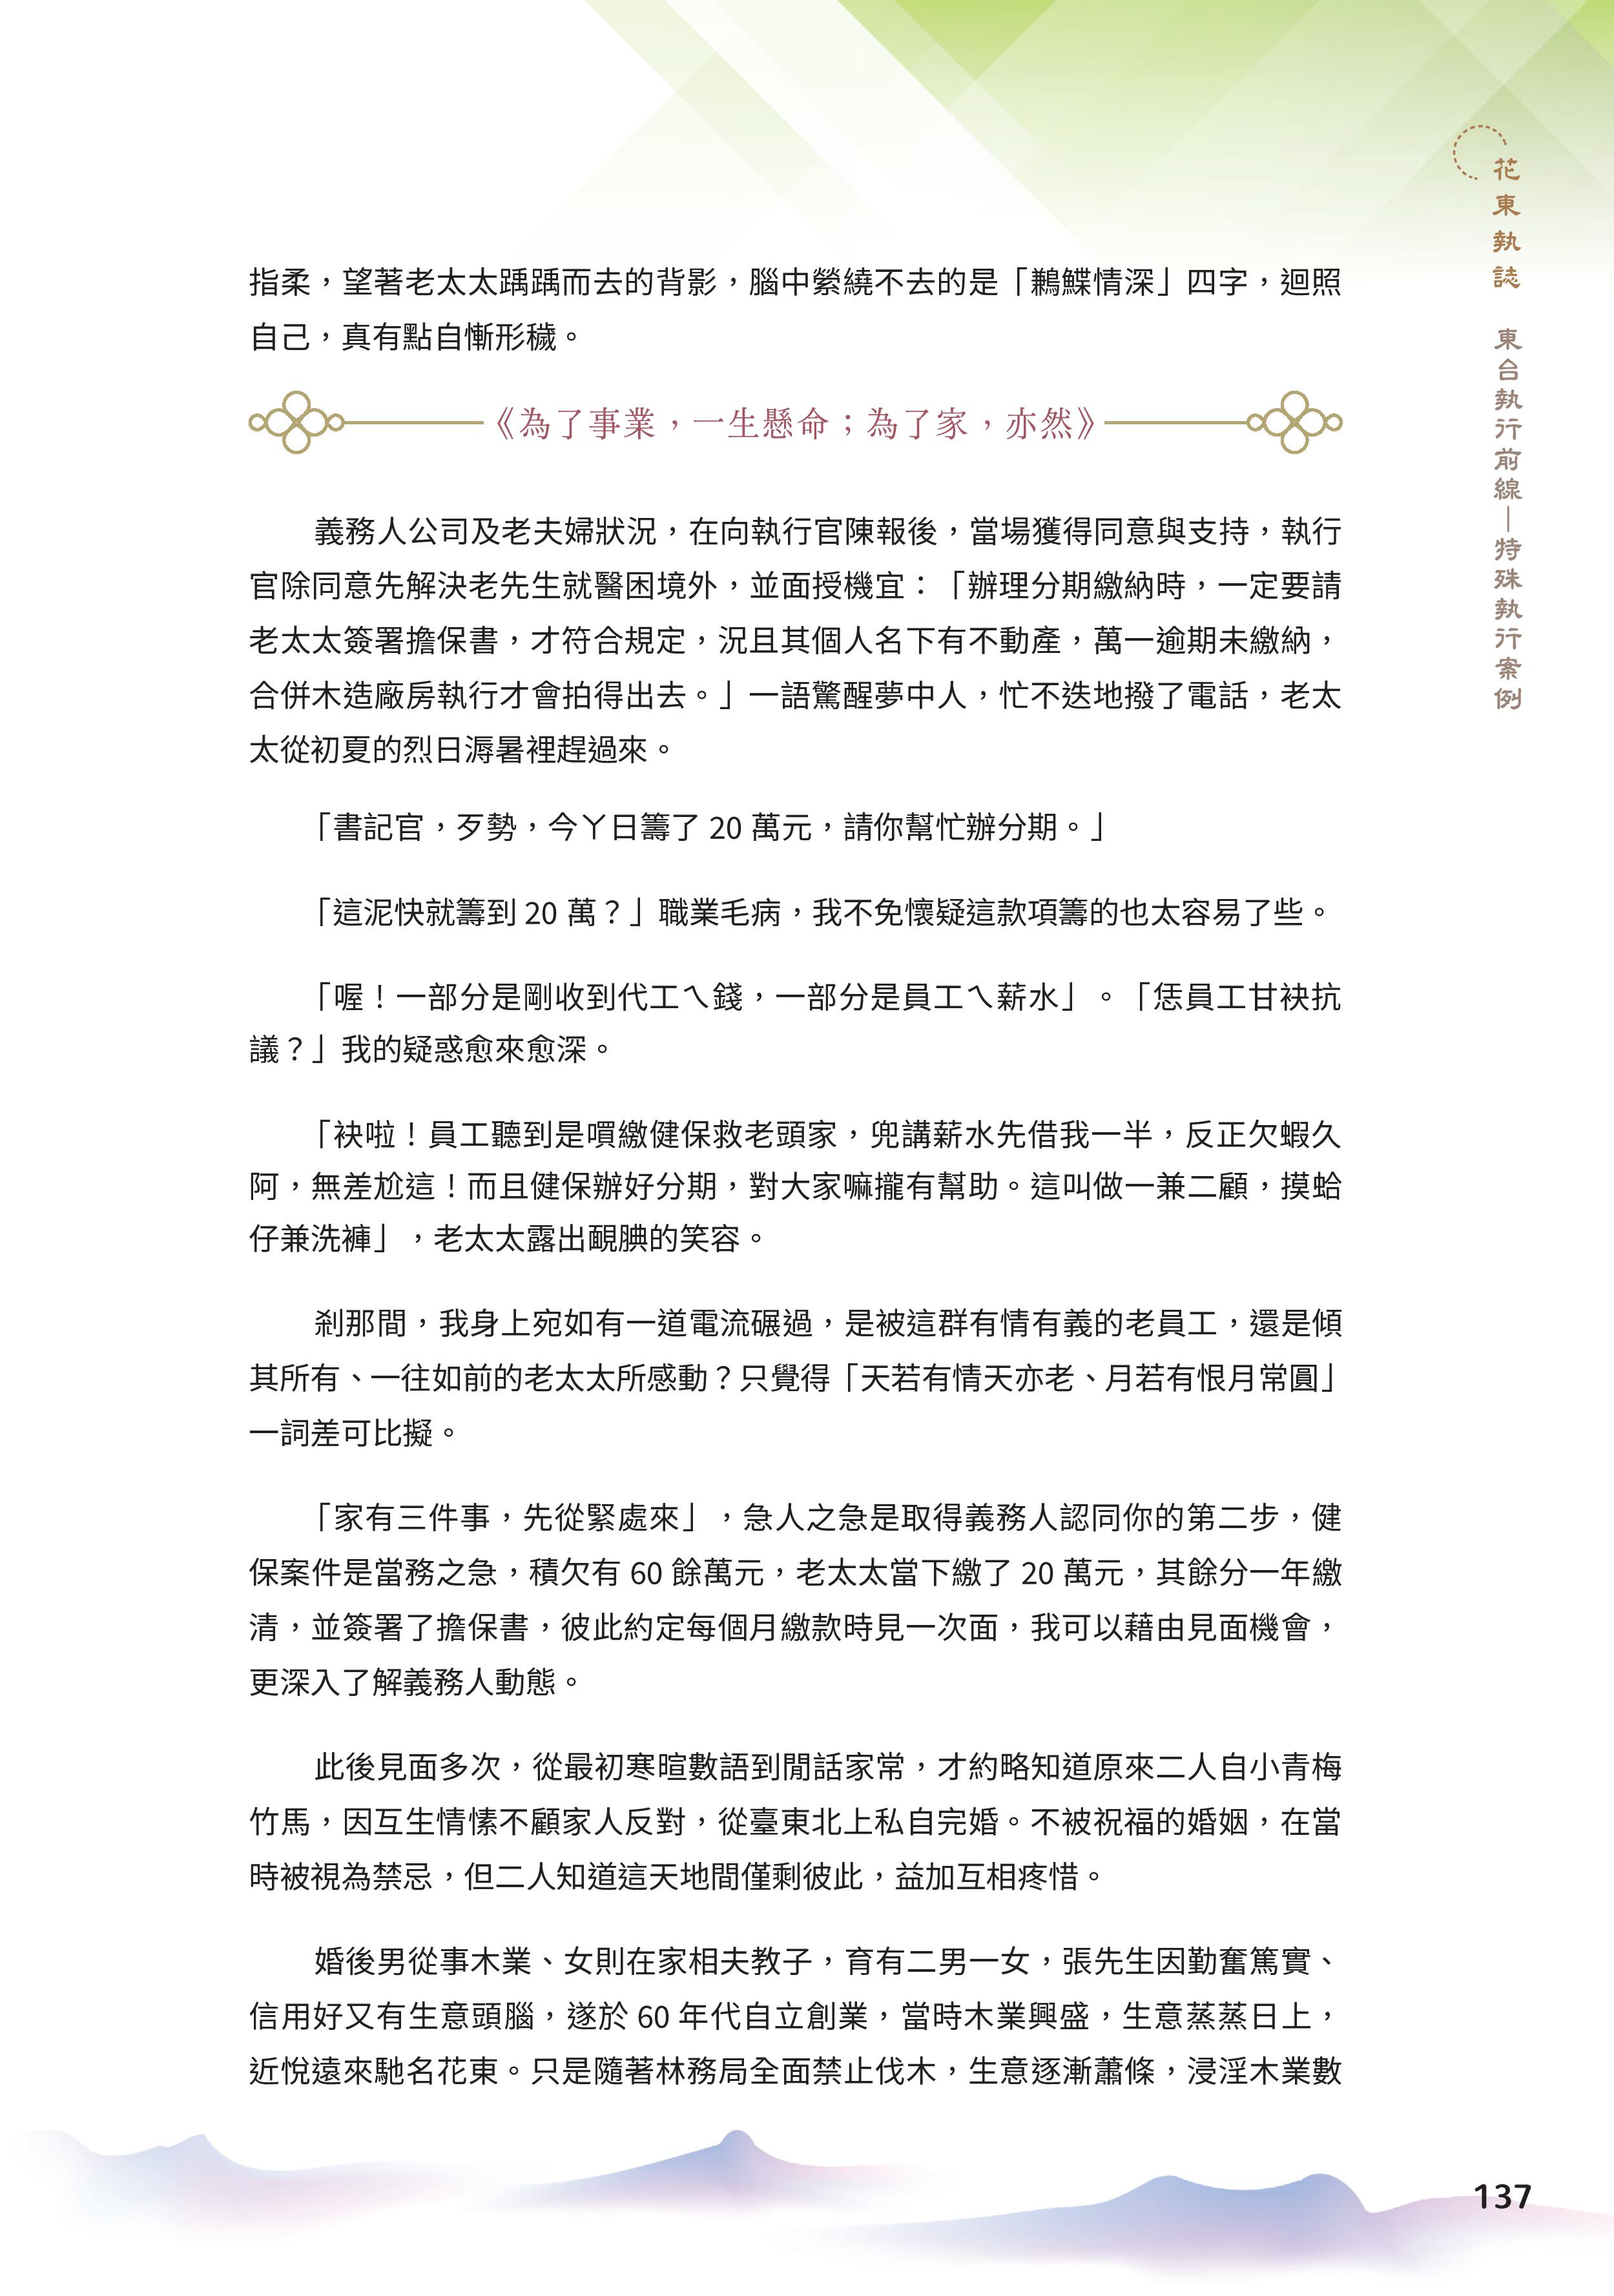 指柔，望著老太太踽踽而去的背影，腦中縈繞不去的是「鶼鰈情深」四字，迴照
自己，真有點自慚形穢。
《為了事業，一生懸命；為了家，亦然》
義務人公司及老夫婦狀況，在向執行官陳報後，當場獲得同意與支持，執行
官除同意先解決老先生就醫困境外，並面授機宜：「辦理分期繳納時，一定要請
老太太簽署擔保書，才符合規定，況且其個人名下有不動產，萬一逾期未繳納，
合併木造廠房執行才會拍得出去。」一語驚醒夢中人，忙不迭地撥了電話，老太
太從初夏的烈日溽暑裡趕過來。
「書記官，歹勢，今ㄚ日籌了 20 萬元，請你幫忙辦分期。」
「這泥快就籌到 20 萬？」職業毛病，我不免懷疑這款項籌的也太容易了些。
「喔！一部分是剛收到代工ㄟ錢，一部分是員工ㄟ薪水」。「恁員工甘袂抗
議？」我的疑惑愈來愈深。
「袂啦！員工聽到是嘪繳健保救老頭家，兜講薪水先借我一半，反正欠蝦久
阿，無差尬這！而且健保辦好分期，對大家嘛攏有幫助。這叫做一兼二顧，摸蛤
仔兼洗褲」，老太太露出靦腆的笑容。
剎那間，我身上宛如有一道電流碾過，是被這群有情有義的老員工，還是傾
其所有、一往如前的老太太所感動？只覺得「天若有情天亦老、月若有恨月常圓」
一詞差可比擬。
「家有三件事，先從緊處來」，急人之急是取得義務人認同你的第二步，健
保案件是當務之急，積欠有 60 餘萬元，老太太當下繳了 20 萬元，其餘分一年繳
清，並簽署了擔保書，彼此約定每個月繳款時見一次面，我可以藉由見面機會，
更深入了解義務人動態。
此後見面多次，從最初寒暄數語到閒話家常，才約略知道原來二人自小青梅
竹馬，因互生情愫不顧家人反對，從臺東北上私自完婚。不被祝福的婚姻，在當
時被視為禁忌，但二人知道這天地間僅剩彼此，益加互相疼惜。
婚後男從事木業、女則在家相夫教子，育有二男一女，張先生因勤奮篤實、
信用好又有生意頭腦，遂於 60 年代自立創業，當時木業興盛，生意蒸蒸日上，
近悅遠來馳名花東。只是隨著林務局全面禁止伐木，生意逐漸蕭條，浸淫木業數
花東執誌
東台執行前線—特殊執行案例
137